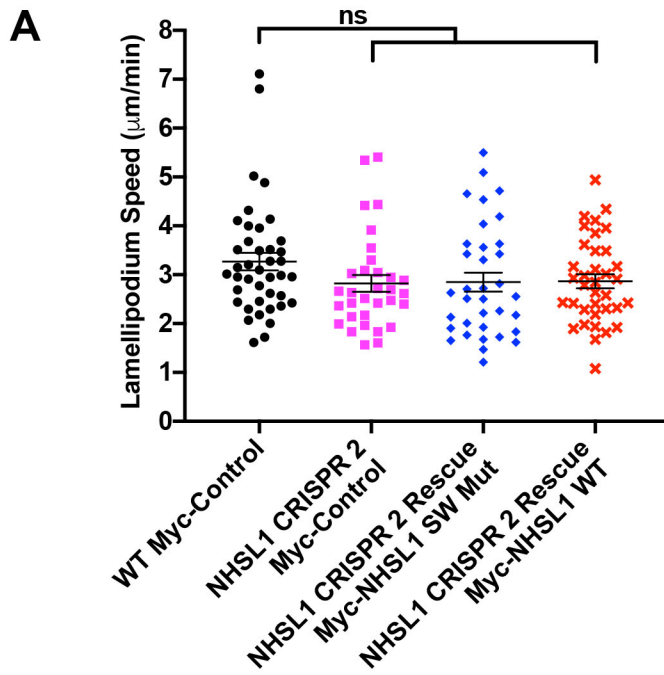 A
ns
Lamellipodium Speed (μm/min)
8
7
6
5
4
3
2
1
0
WT Myc-Control
NHSL1 CRISPR 2
Myc-Control
NHSL1 CRISPR 2 Rescue
Myc-NHSL1 SW Mut
NHSL1 CRISPR 2 Rescue
Myc-NHSL1 WT